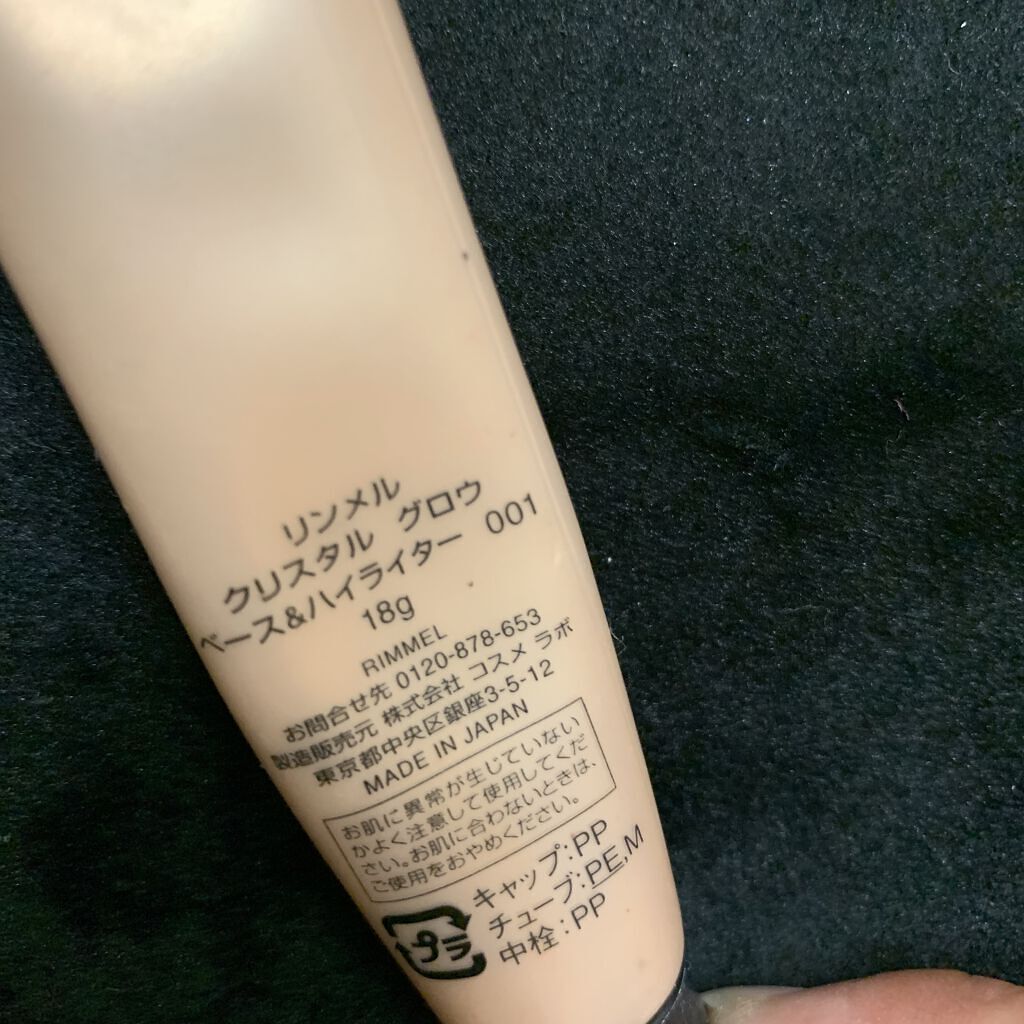 リンメル
クリスタル グロウ
ベース&ハイライター 001
18g
RIMMEL
お問合せ先 0120-878-653
製造販売元 株式会社 コスメ ラボ
東京都中央区銀座3-5-12
MADE IN JAPAN
お肌に異常が生じていない
かよく注意して使用してくだ
さい。お肌に合わないときは、
ご使用をおやめください。
キャップ:PP
チューブ:PE,M
中栓:PP
プラ